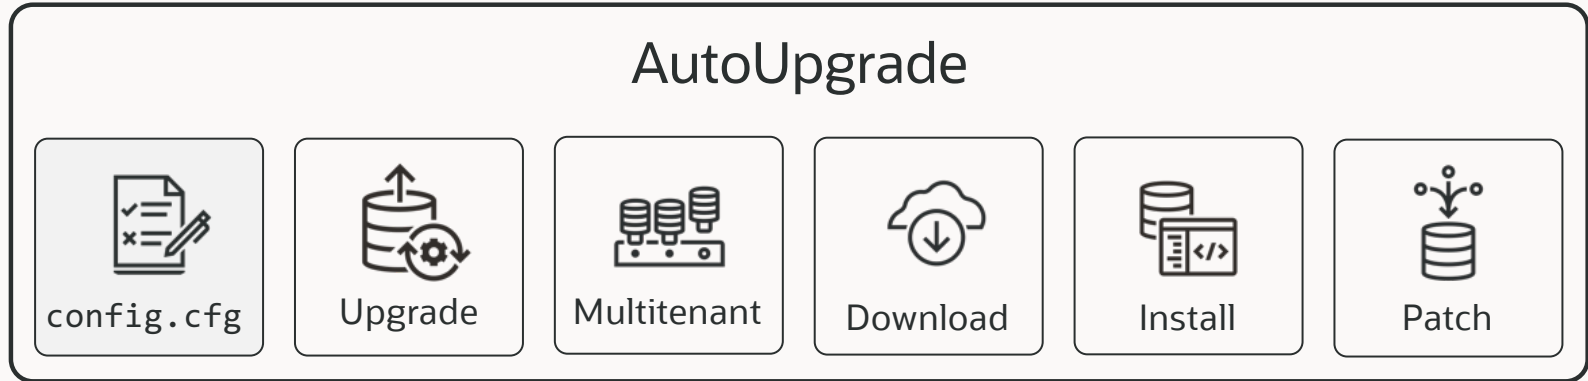 AutoUpgrade
config.cfg
Upgrade
Multitenant
Download
Install
Patch